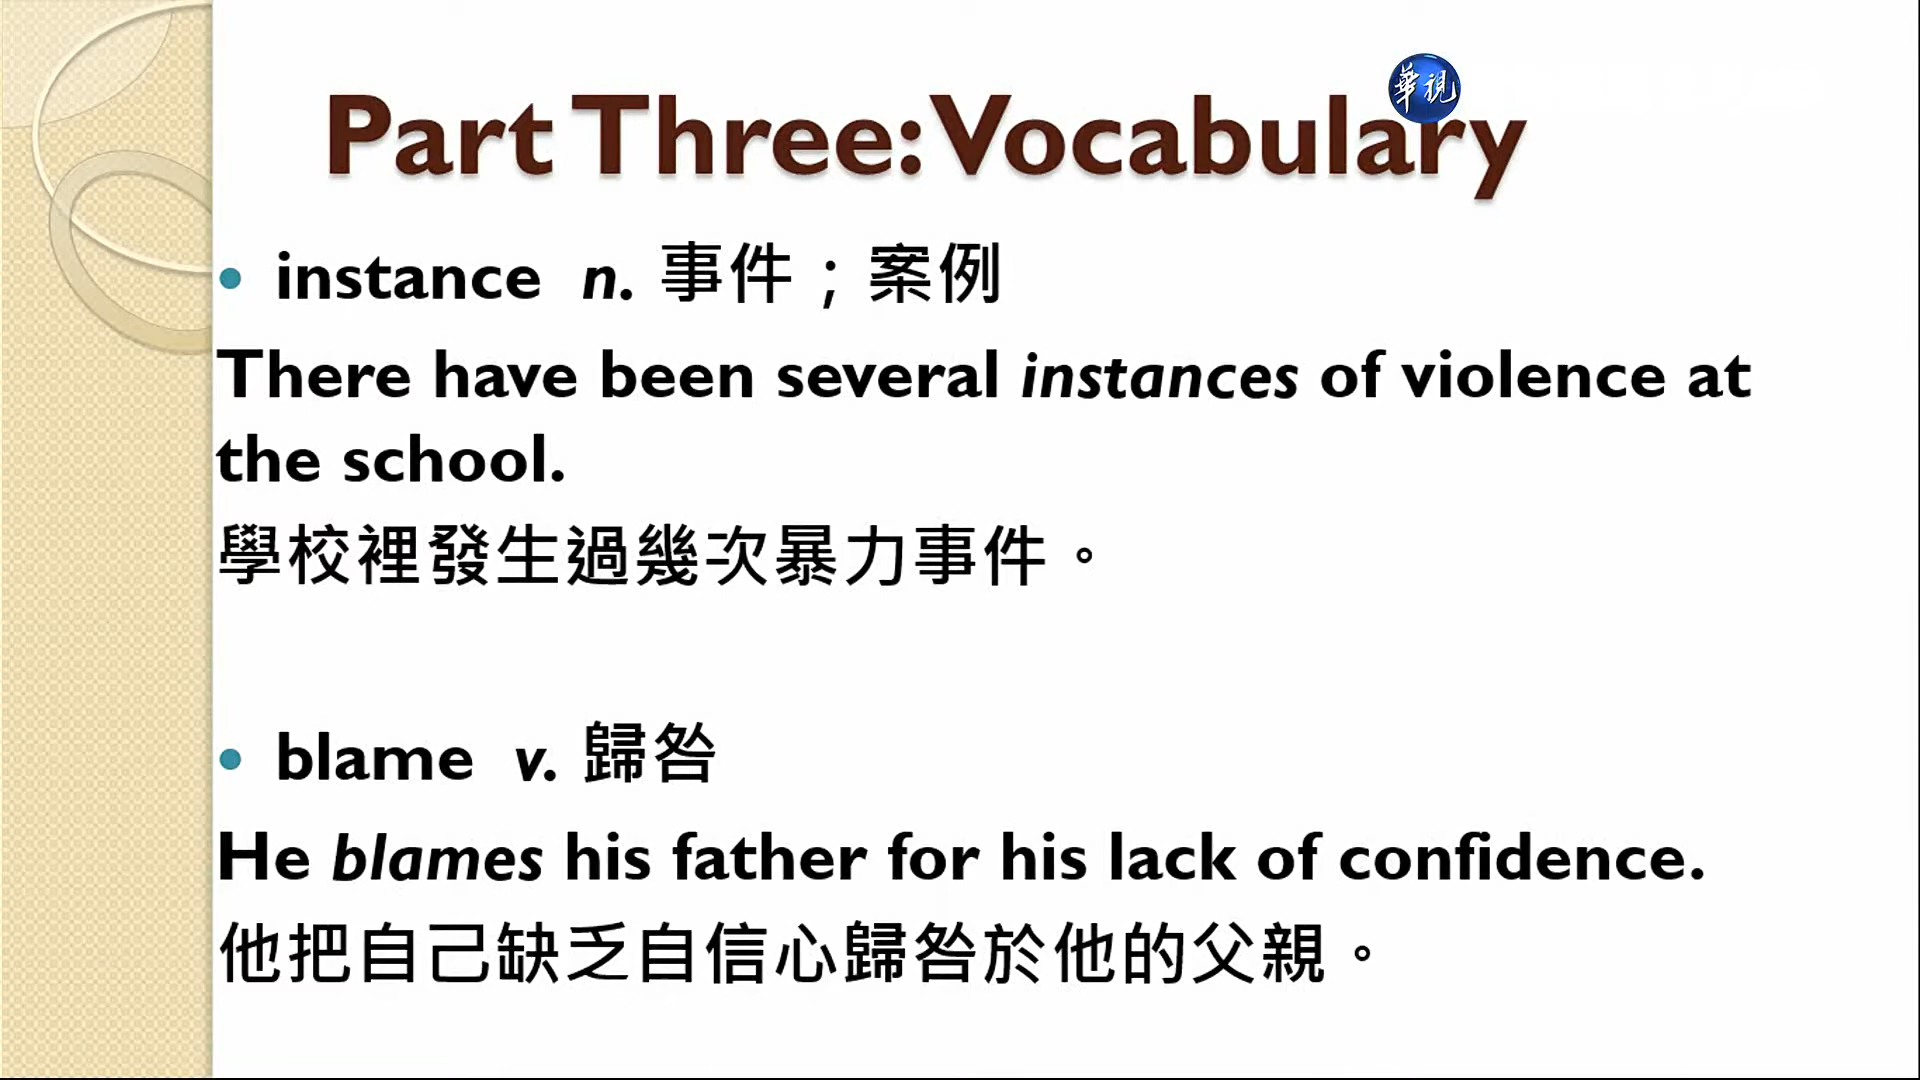 華視
Part Three: Vocabulary
• instance n. 事件；案例
There have been several instances of violence at
the school.
學校裡發生過幾次暴力事件。
• blame v. 歸咎
He blames his father for his lack of confidence.
他把自己缺乏自信心歸咎於他的父親。